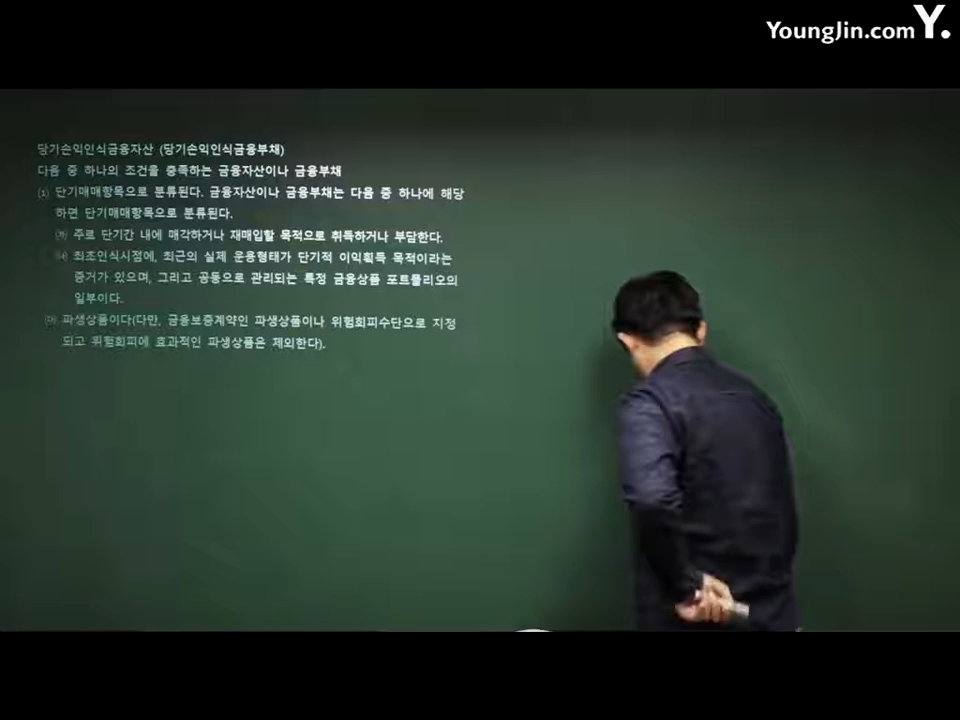 YoungJin.com Y.
당기손익인식금융자산 (당기손익인식금융부채)
다음 중 하나의 조건을 충족하는 금융자산이나 금융부채
(1) 단기매매항목으로 분류된다. 금융자산이나 금융부채는 다음 중 하나에 해당
하면 단기매매항목으로 분류된다.
㈎ 주로 단기간 내에 매각하거나 재매입할 목적으로 취득하거나 부담한다.
㈏ 최초인식시점에, 최근의 실제 운용형태가 단기적 이익획득 목적이라는
증거가 있으며, 그리고 공동으로 관리되는 특정 금융상품 포트폴리오의
일부이다.
㈐ 파생상품이다(다만, 금융보증계약인 파생상품이나 위험회피수단으로 지정
되고 위험회피에 효과적인 파생상품은 제외한다).